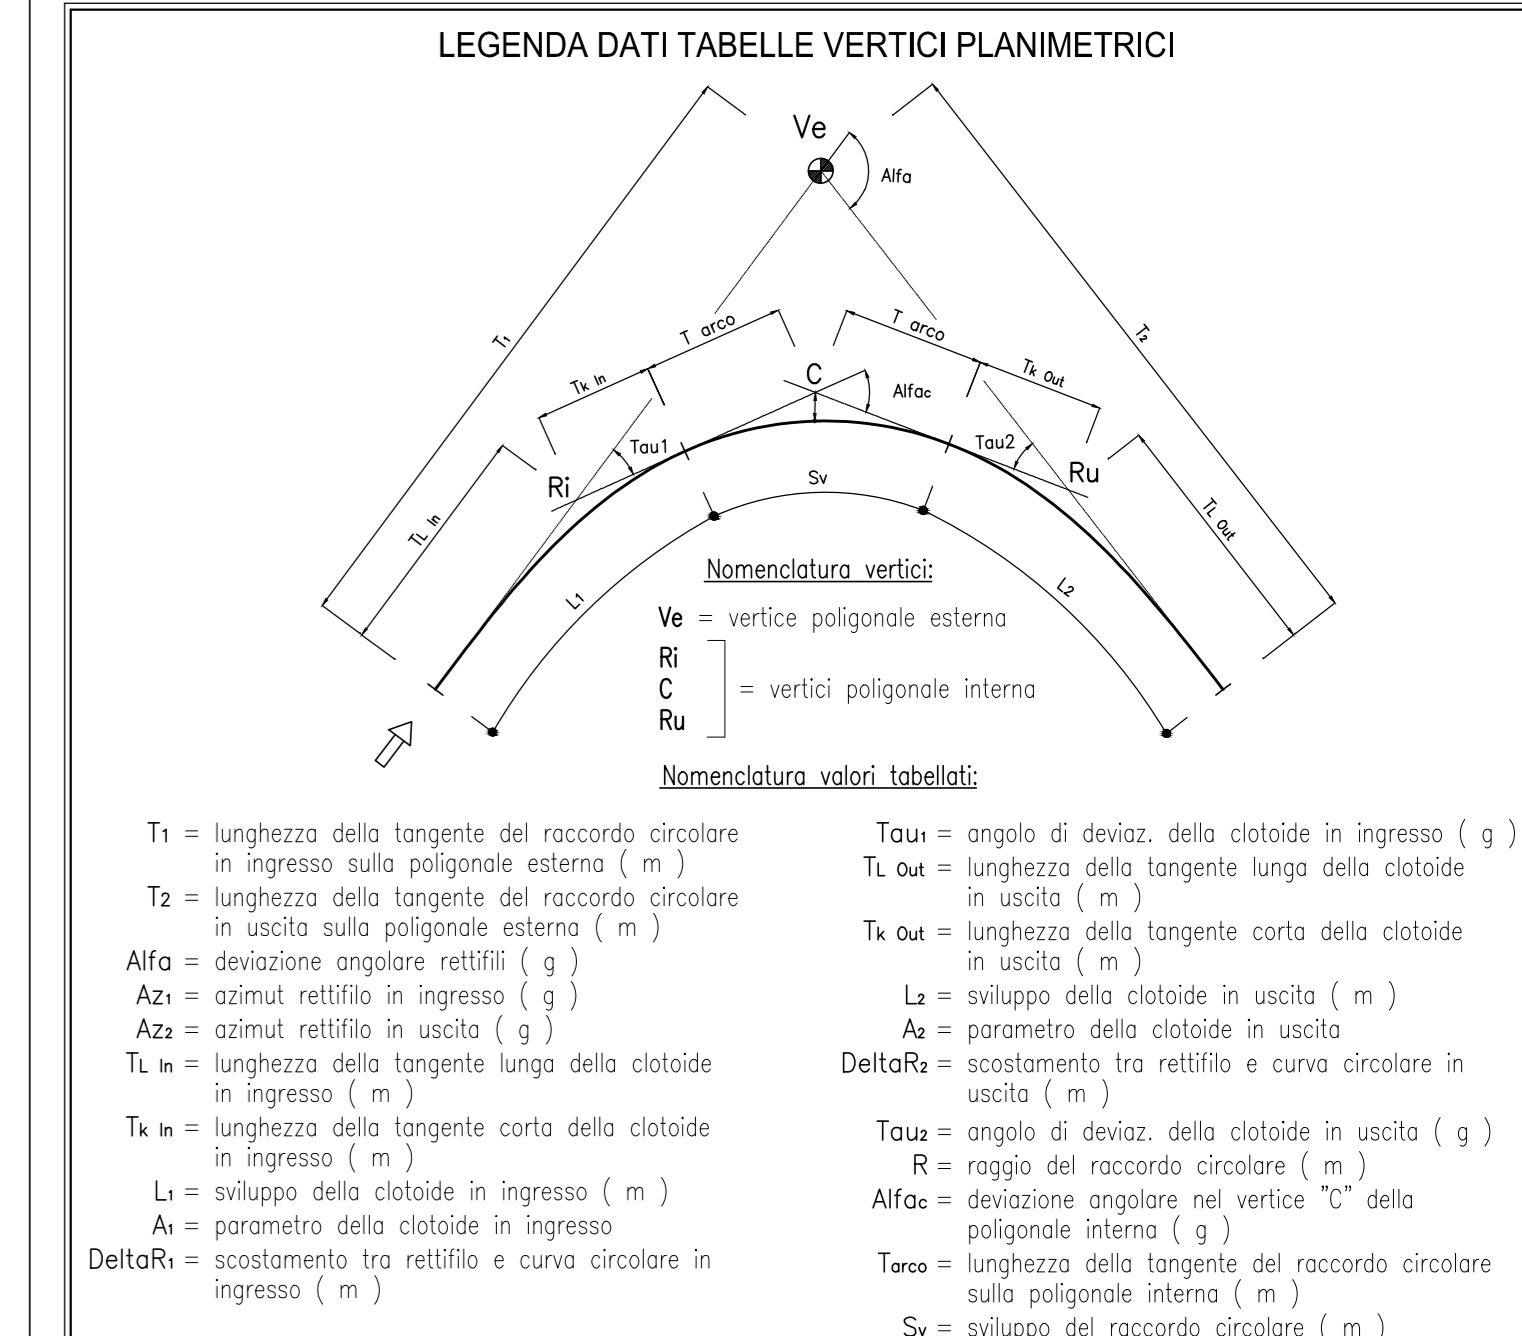 LEGENDA DATI TABELLE VERTICI PLANIMETRICI
Ve
Alfa
T1
T2
T arco
T arco
Tk In
Tk Out
C
Alfac
Tau1
Tau2
Ri
Ru
Sv
TL In
TL Out
L1
L2
Nomenclatura vertici:
Ve = vertice poligonale esterna
Ri
C = vertici poligonale interna
Ru
Nomenclatura valori tabellati:
T1 = lunghezza della tangente del raccordo circolare
in ingresso sulla poligonale esterna ( m )
T2 = lunghezza della tangente del raccordo circolare
in uscita sulla poligonale esterna ( m )
Alfa = deviazione angolare rettifili ( g )
Az1 = azimut rettifilo in ingresso ( g )
Az2 = azimut rettifilo in uscita ( g )
TL In = lunghezza della tangente lunga della clotoide
in ingresso ( m )
Tk In = lunghezza della tangente corta della clotoide
in ingresso ( m )
L1 = sviluppo della clotoide in ingresso ( m )
A1 = parametro della clotoide in ingresso
DeltaR1 = scostamento tra rettifilo e curva circolare in
ingresso ( m )
Tau1 = angolo di deviaz. della clotoide in ingresso ( g )
TL Out = lunghezza della tangente lunga della clotoide
in uscita ( m )
Tk Out = lunghezza della tangente corta della clotoide
in uscita ( m )
L2 = sviluppo della clotoide in uscita ( m )
A2 = parametro della clotoide in uscita
DeltaR2 = scostamento tra rettifilo e curva circolare in
uscita ( m )
Tau2 = angolo di deviaz. della clotoide in uscita ( g )
R = raggio del raccordo circolare ( m )
Alfac = deviazione angolare nel vertice "C" della
poligonale interna ( g )
Tarco = lunghezza della tangente del raccordo circolare
sulla poligonale interna ( m )
Sv = sviluppo del raccordo circolare ( m )